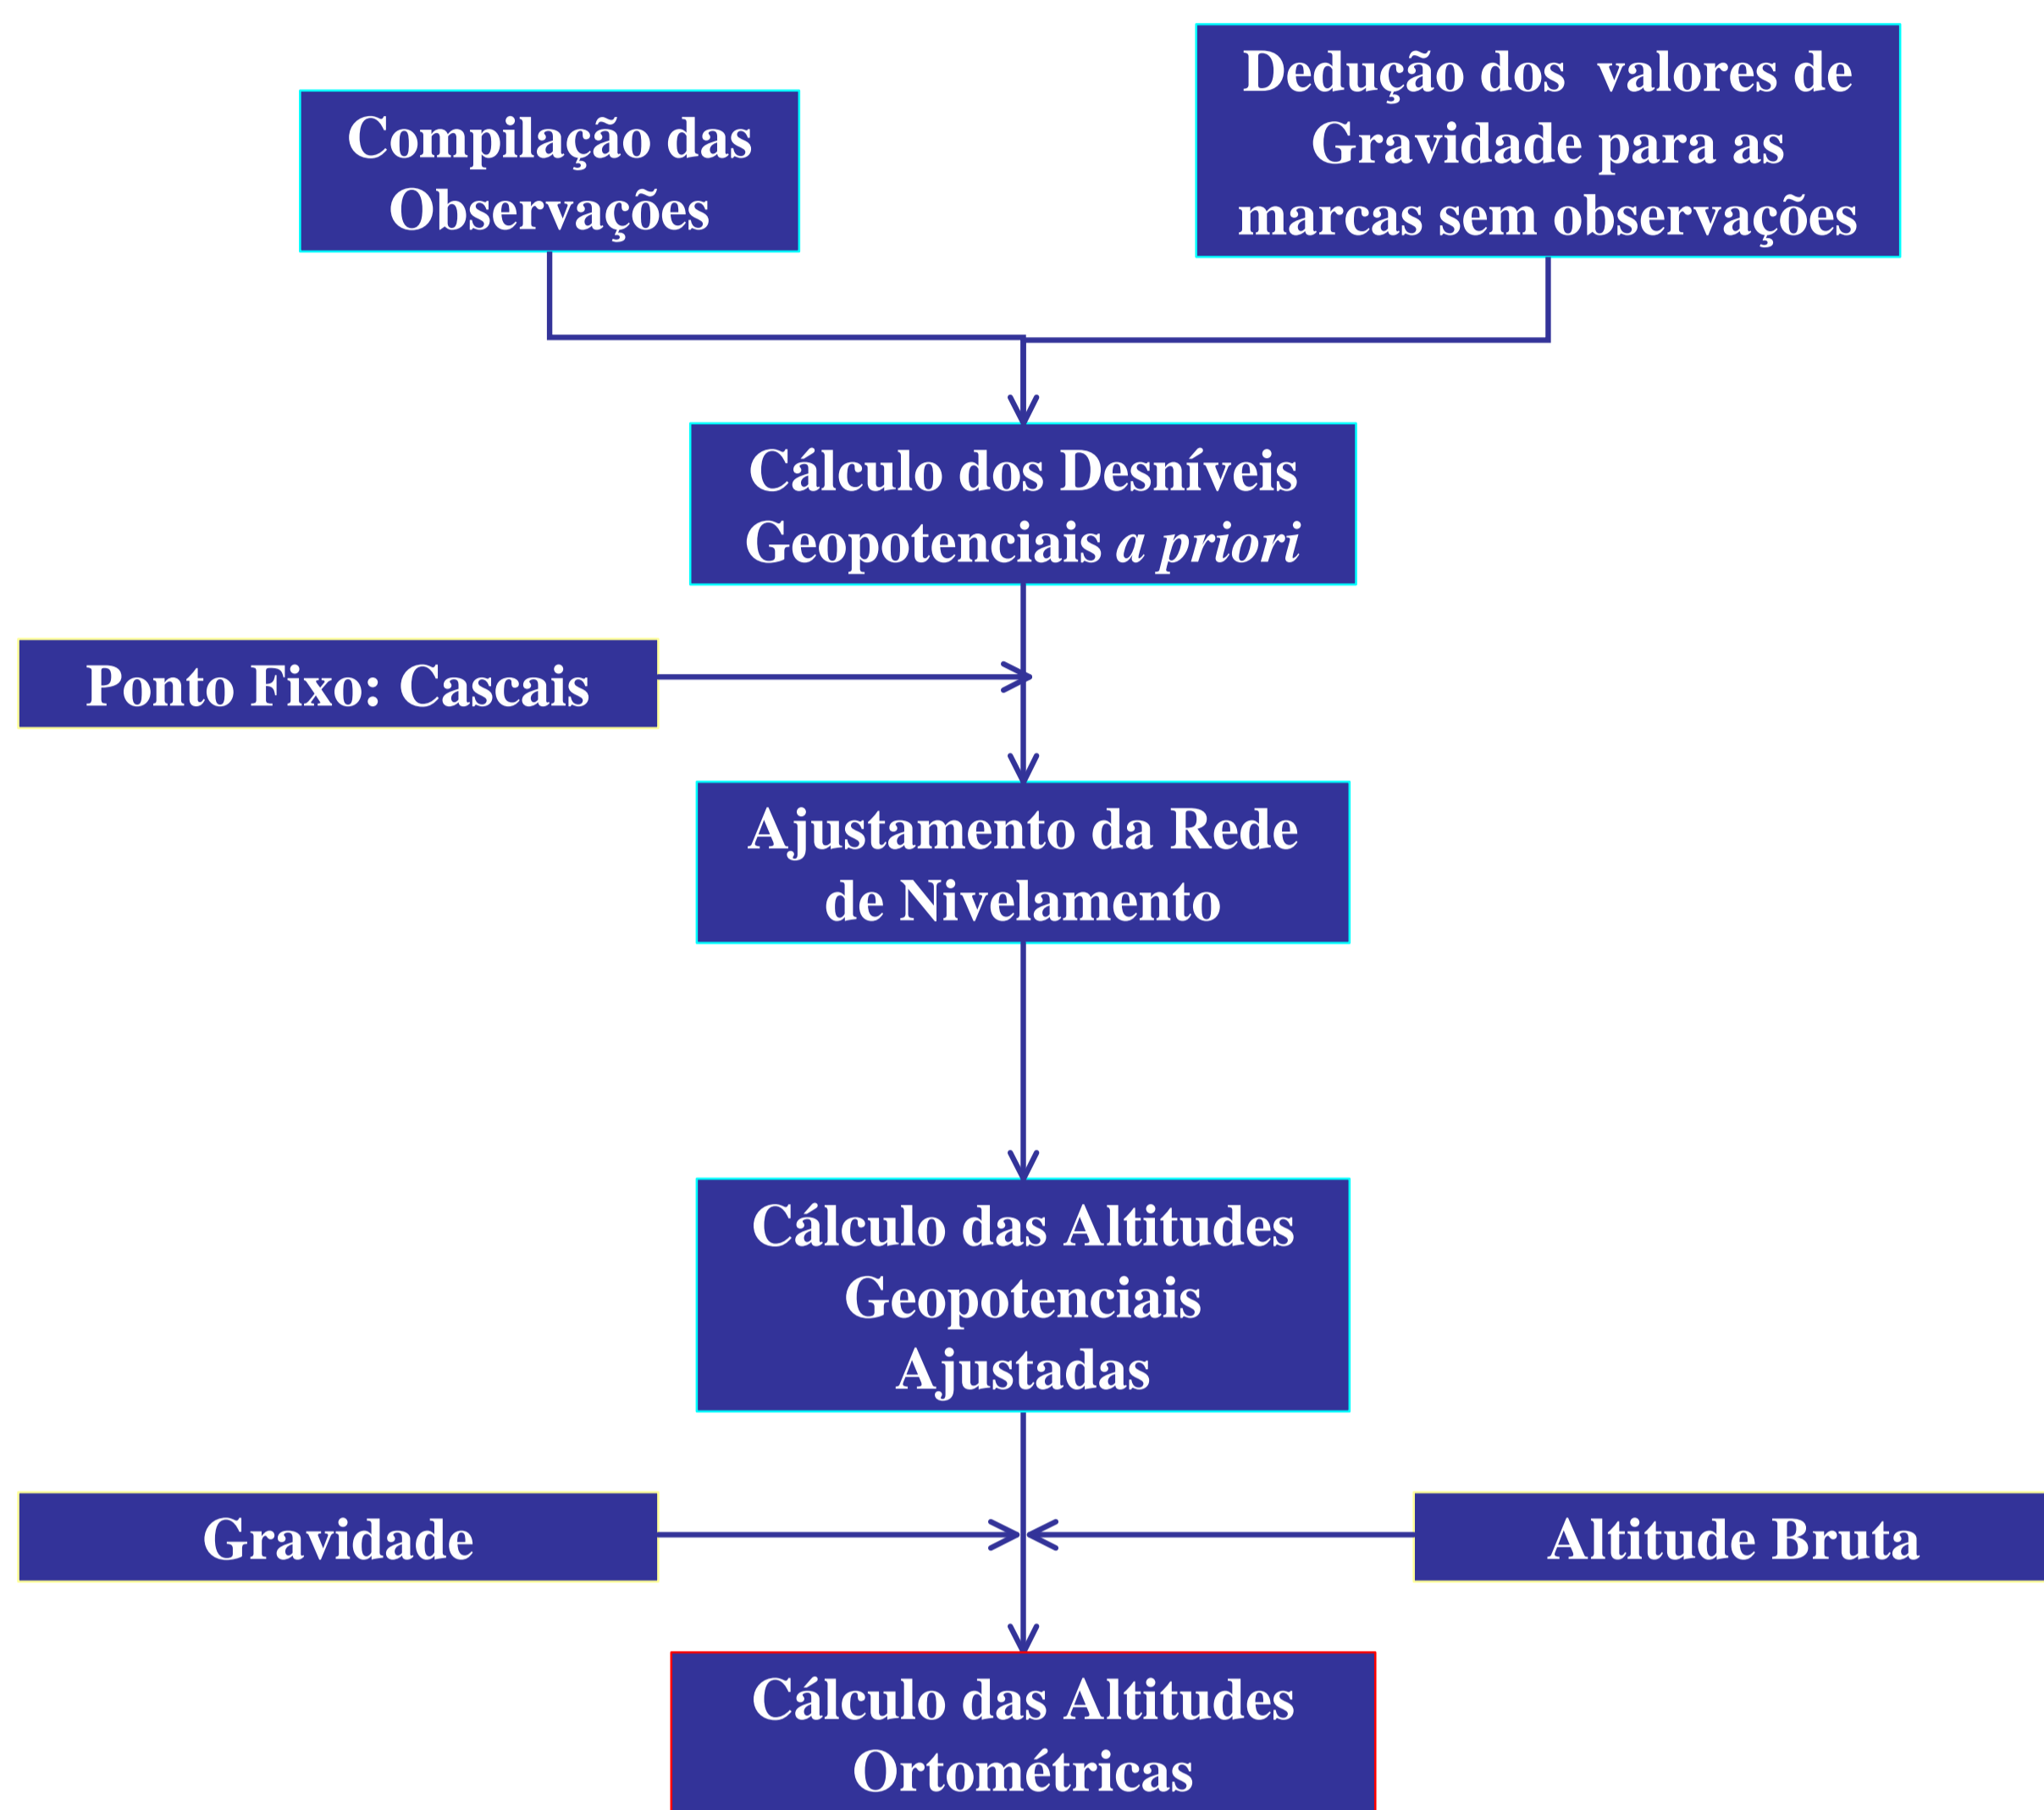 Compilação das
Observações
Dedução dos valores de
Gravidade para as
marcas sem observações
Cálculo dos Desníveis
Geopotenciais a priori
Ponto Fixo: Cascais
Ajustamento da Rede
de Nivelamento
Cálculo das Altitudes
Geopotenciais
Ajustadas
Gravidade
Altitude Bruta
Cálculo das Altitudes
Ortométricas